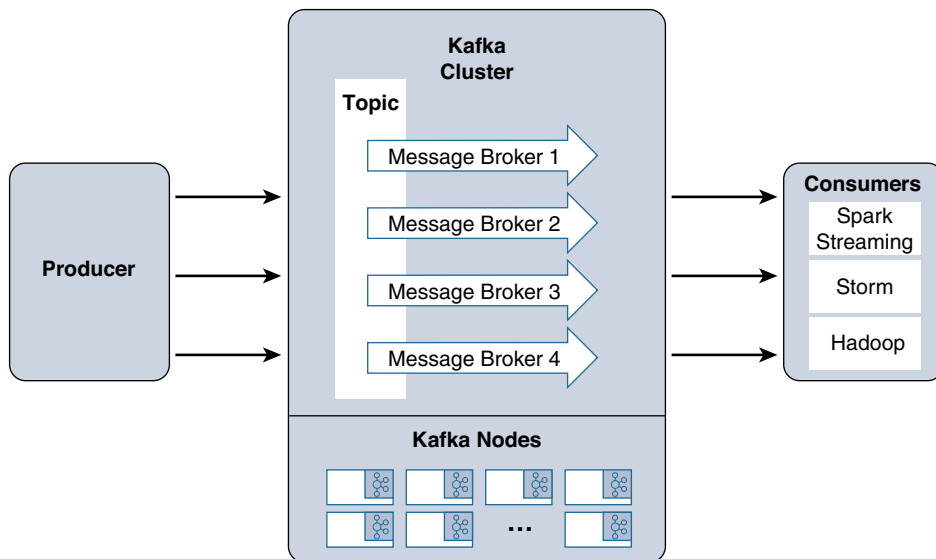 Kafka
Cluster
Topic
Message Broker 1
Message Broker 2
Message Broker 3
Message Broker 4
Producer
Consumers
Spark
Streaming
Storm
Hadoop
Kafka Nodes
...